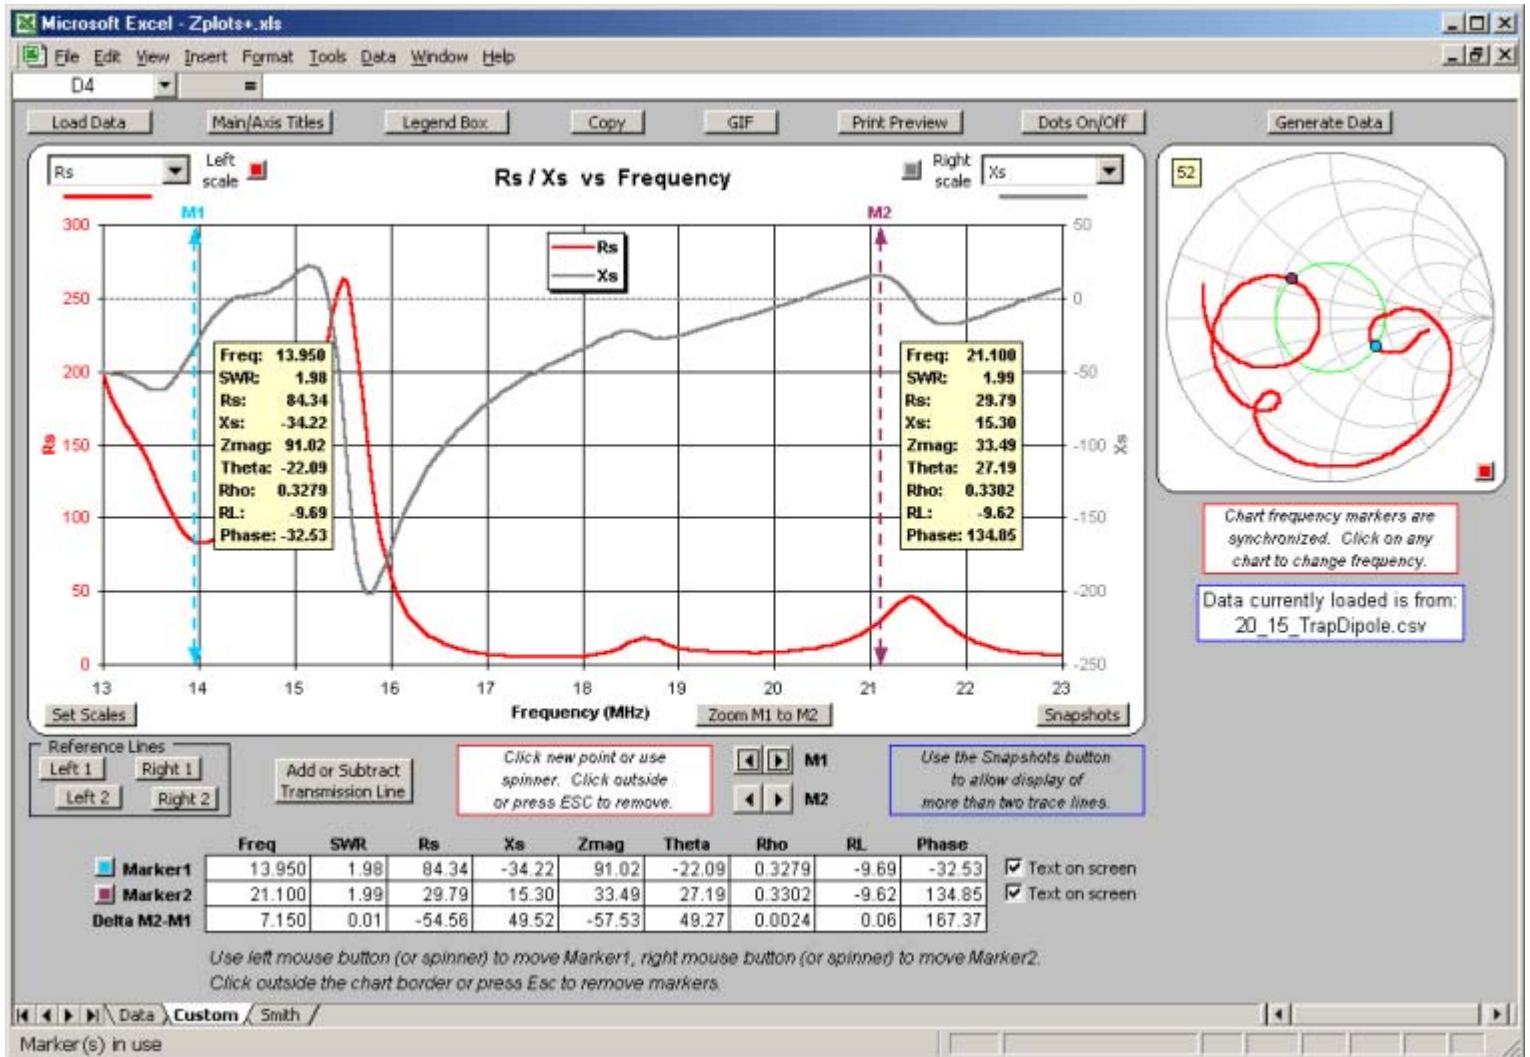 Microsoft Excel - Zplots+.xls
File Edit View Insert Format Tools Data Window Help
D4 =
Load Data Main/Axis Titles Legend Box Copy GIF Print Preview Dots On/Off Generate Data
Rs Left scale Rs / Xs vs Frequency Right scale Xs
52
M1 M2
Rs
Xs
300
250
200
150
100
50
0
Rs
50
0
-50
-100
-150
-200
-250
Xs
Freq: 13.950
SWR: 1.98
Rs: 84.34
Xs: -34.22
Zmag: 91.02
Theta: -22.09
Rho: 0.3279
RL: -9.69
Phase: -32.53
Freq: 21.100
SWR: 1.99
Rs: 29.79
Xs: 15.30
Zmag: 33.49
Theta: 27.19
Rho: 0.3302
RL: -9.62
Phase: 134.85
13 14 15 16 17 18 19 20 21 22 23
Set Scales Frequency (MHz) Zoom M1 to M2 Snapshots
Chart frequency markers are
synchronized. Click on any
chart to change frequency.
Data currently loaded is from:
20_15_TrapDipole.csv
Reference Lines
Left 1 Right 1
Left 2 Right 2
Add or Subtract
Transmission Line
Click new point or use
spinner. Click outside
or press ESC to remove.
M1
M2
Use the Snapshots button
to allow display of
more than two trace lines.
Freq SWR Rs Xs Zmag Theta Rho RL Phase
Marker1 13.950 1.98 84.34 -34.22 91.02 -22.09 0.3279 -9.69 -32.53 Text on screen
Marker2 21.100 1.99 29.79 15.30 33.49 27.19 0.3302 -9.62 134.85 Text on screen
Delta M2-M1 7.150 0.01 -54.56 49.52 -57.53 49.27 0.0024 0.06 167.37
Use left mouse button (or spinner) to move Marker1, right mouse button (or spinner) to move Marker2.
Click outside the chart border or press Esc to remove markers.
Data Custom Smith
Marker(s) in use